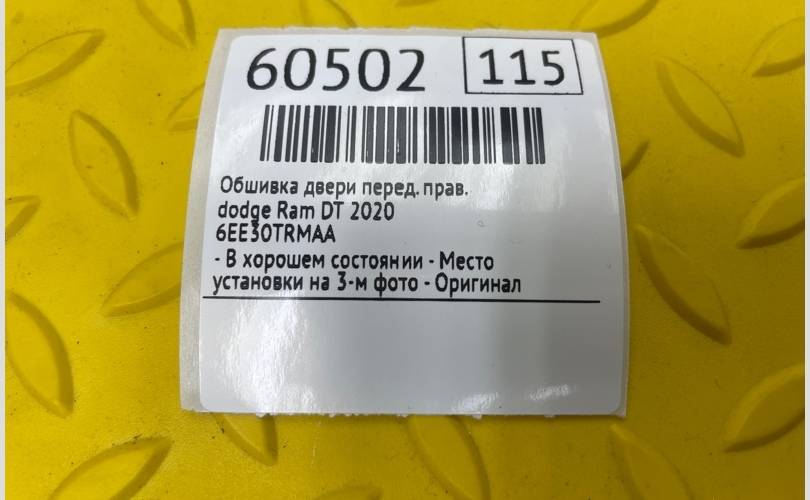 60502 115
Обшивка двери перед. прав.
dodge Ram DT 2020
6EE30TRMAA
- В хорошем состоянии - Место
установки на 3-м фото - Оригинал